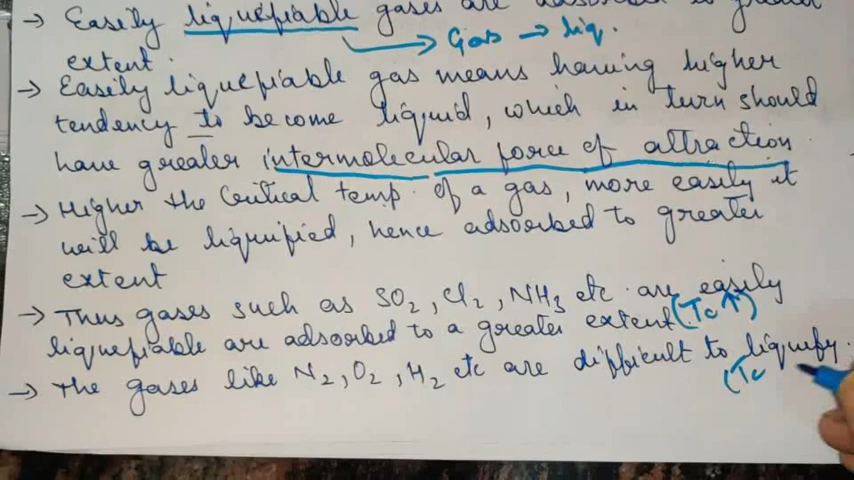 → Easily liquefiable gases are adsorbed to greater
extent.
→ Gas → liq.
→ Easily liquefiable gas means having higher
tendency to become liquid, which in turn should
have greater intermolecular force of attraction.
→ Higher the Critical temp. of a gas, more easily it
will be liquified, hence adsorbed to greater
extent
→ Thus gases such as SO₂, Cl₂, NH₃ etc. are easily
liquefiable are adsorbed to a greater extent (Tc ↑)
→ The gases like N₂, O₂, H₂ etc are difficult to liquefy.
(Tc